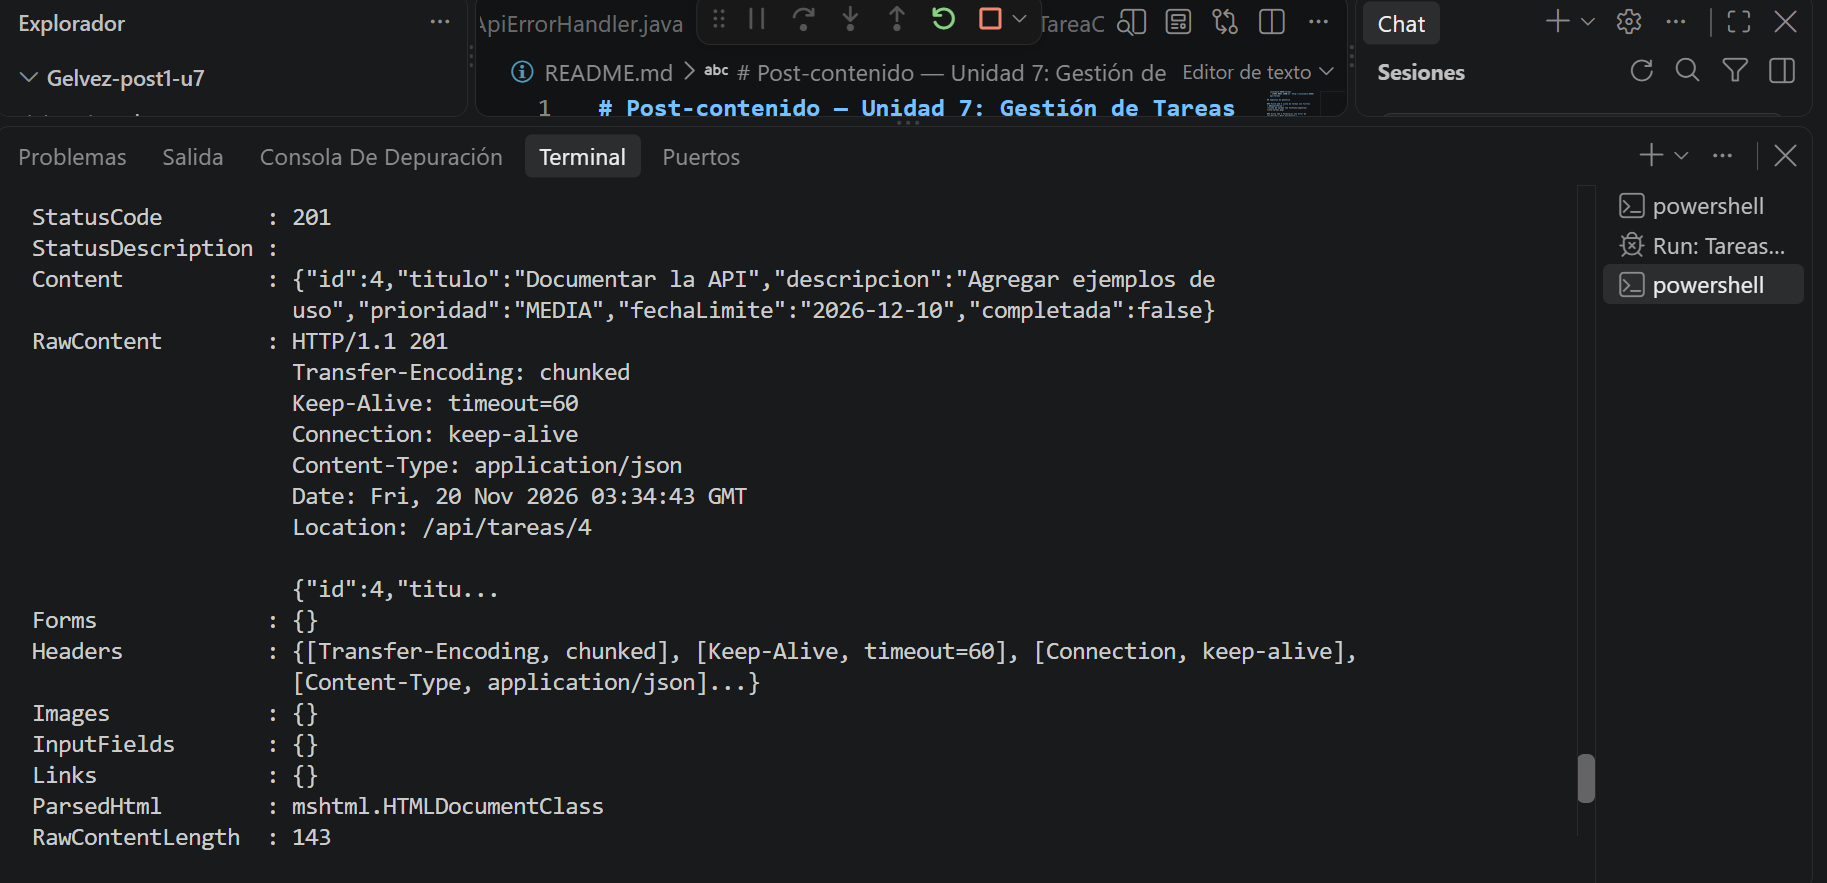 Explorador
Gelvez-post1-u7
ApiErrorHandler.java
TareaC
README.md
abc # Post-contenido — Unidad 7: Gestión de
Editor de texto
1 # Post-contenido — Unidad 7: Gestión de Tareas
Chat
Sesiones
Problemas Salida Consola De Depuración Terminal Puertos
StatusCode : 201
StatusDescription :
Content : {"id":4,"titulo":"Documentar la API","descripcion":"Agregar ejemplos de
uso","prioridad":"MEDIA","fechaLimite":"2026-12-10","completada":false}
RawContent : HTTP/1.1 201
Transfer-Encoding: chunked
Keep-Alive: timeout=60
Connection: keep-alive
Content-Type: application/json
Date: Fri, 20 Nov 2026 03:34:43 GMT
Location: /api/tareas/4
{"id":4,"titu...
Forms : {}
Headers : {[Transfer-Encoding, chunked], [Keep-Alive, timeout=60], [Connection, keep-alive],
[Content-Type, application/json]...}
Images : {}
InputFields : {}
Links : {}
ParsedHtml : mshtml.HTMLDocumentClass
RawContentLength : 143
powershell
Run: Tareas...
powershell